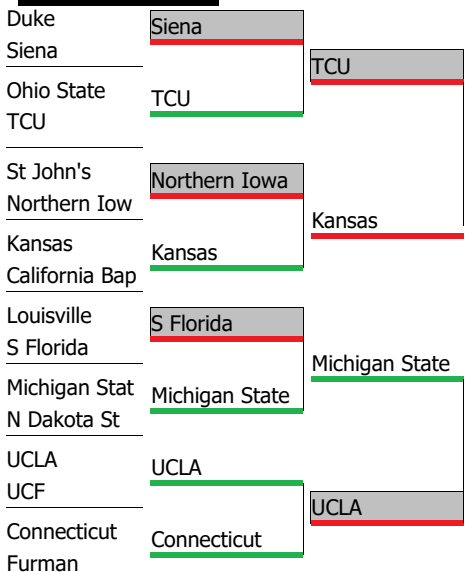 Duke
Siena
Ohio State
TCU
St John's
Northern Iow
Kansas
California Bap
Louisville
S Florida
Michigan Stat
N Dakota St
UCLA
UCF
Connecticut
Furman
Siena
TCU
Northern Iowa
Kansas
S Florida
Michigan State
UCLA
Connecticut
TCU
Kansas
Michigan State
UCLA